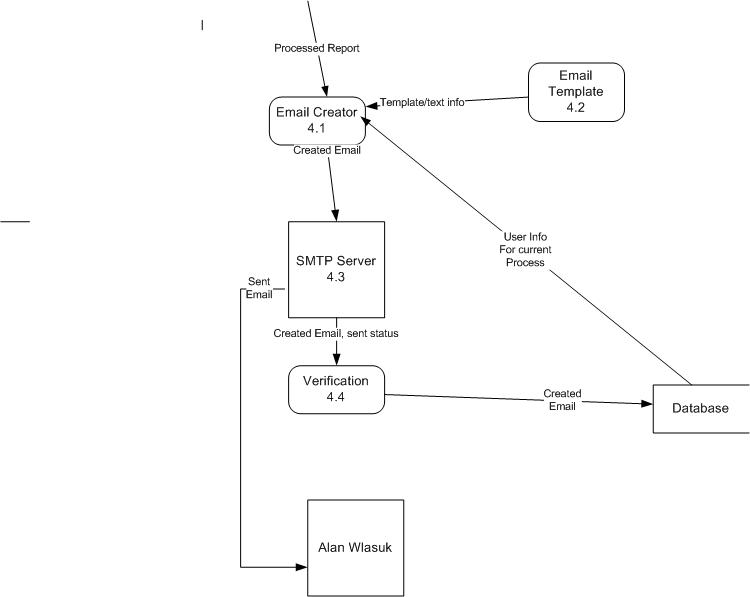 Processed Report
Email
Template
4.2
Template/text info
Email Creator
4.1
Created Email
User Info
For current
Process
SMTP Server
4.3
Sent
Email
Created Email, sent status
Verification
4.4
Created
Email
Database
Alan Wlasuk